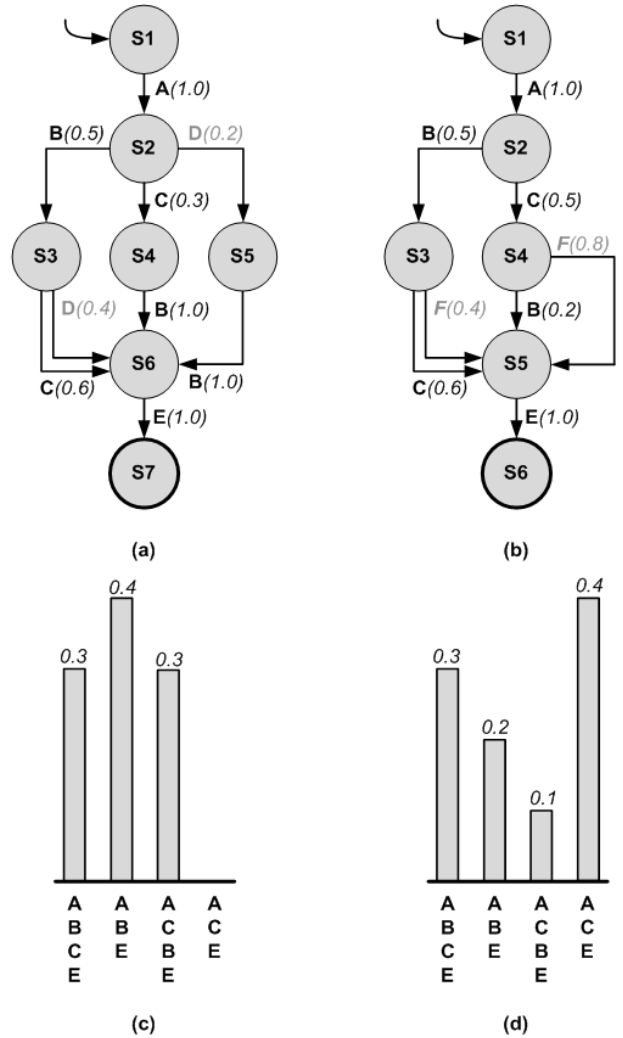 S1 S1
A(1.0) A(1.0)
B(0.5) S2 D(0.2) B(0.5) S2
C(0.3) C(0.5)
S3 S4 S5 S3 S4 F(0.8)
D(0.4) B(1.0) F(0.4) B(0.2)
C(0.6) S6 B(1.0) C(0.6) S5
E(1.0) E(1.0)
S7 S6
(a) (b)
0.3 0.4 0.3 0.3 0.2 0.1 0.4
A A A A A A A A
B B C C B B C C
C E B E C E B E
E E E E
(c) (d)